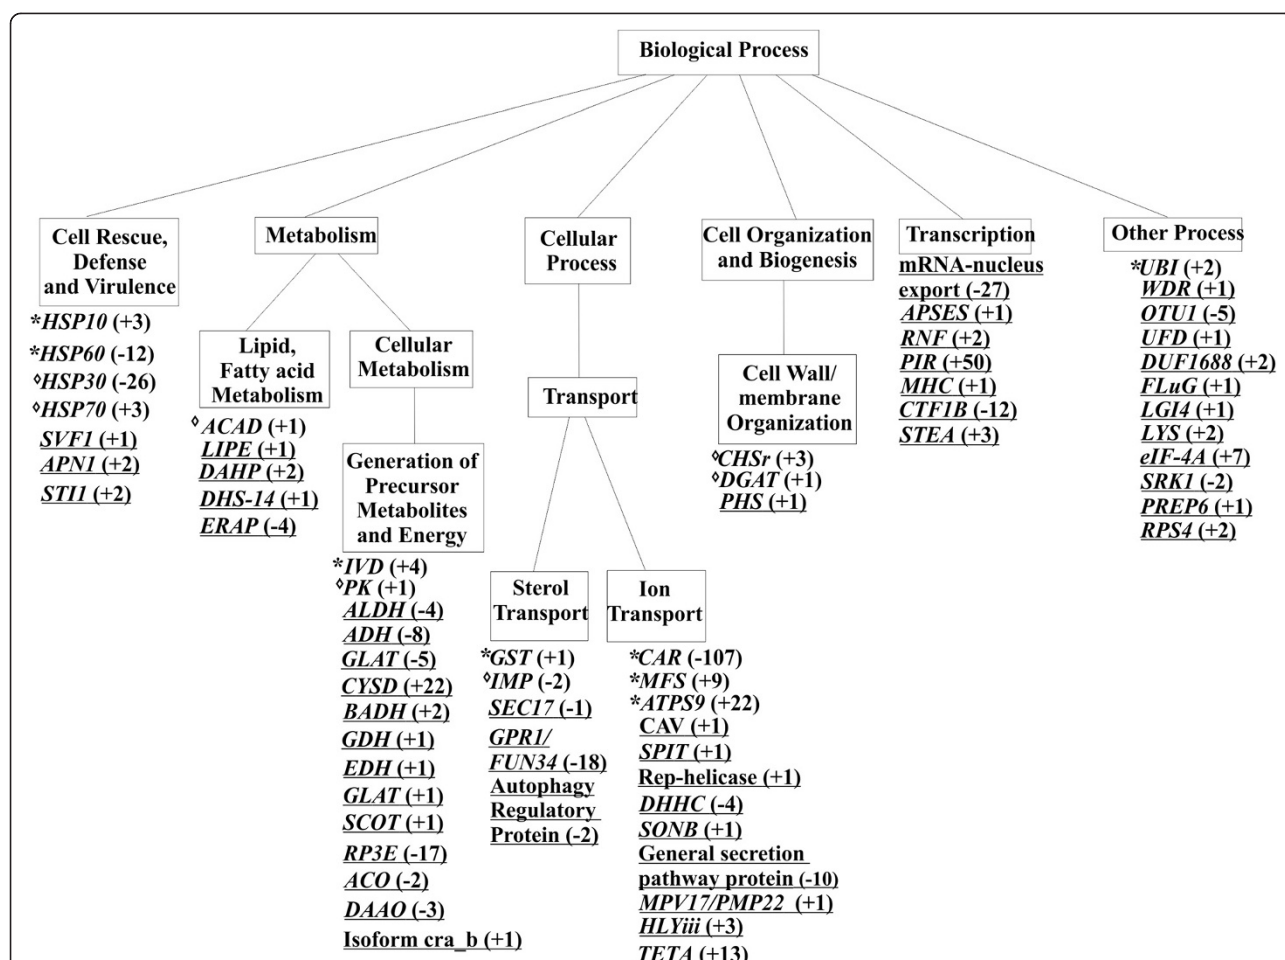 Biological Process
Cell Rescue,
Defense
and Virulence
*HSP10 (+3)
*HSP60 (-12)
◊HSP30 (-26)
◊HSP70 (+3)
SVF1 (+1)
APN1 (+2)
STI1 (+2)
Metabolism
Lipid,
Fatty acid
Metabolism
◊ACAD (+1)
LIPE (+1)
DAHP (+2)
DHS-14 (+1)
ERAP (-4)
Cellular
Metabolism
Generation of
Precursor
Metabolites
and Energy
*IVD (+4)
◊PK (+1)
ALDH (-4)
ADH (-8)
GLAT (-5)
CYSD (+22)
BADH (+2)
GDH (+1)
EDH (+1)
GLAT (+1)
SCOT (+1)
RP3E (-17)
ACO (-2)
DAAO (-3)
Isoform cra_b (+1)
Cellular
Process
Transport
Sterol
Transport
*GST (+1)
◊IMP (-2)
SEC17 (-1)
GPR1/
FUN34 (-18)
Autophagy
Regulatory
Protein (-2)
Ion
Transport
*CAR (-107)
*MFS (+9)
*ATPS9 (+22)
CAV (+1)
SPIT (+1)
Rep-helicase (+1)
DHHC (-4)
SONB (+1)
General secretion
pathway protein (-10)
MPV17/PMP22 (+1)
HLYiii (+3)
TETA (+13)
Cell Organization
and Biogenesis
Cell Wall/
membrane
Organization
◊CHSr (+3)
◊DGAT (+1)
PHS (+1)
Transcription
mRNA-nucleus
export (-27)
APSES (+1)
RNF (+2)
PIR (+50)
MHC (+1)
CTF1B (-12)
STEA (+3)
Other Process
*UBI (+2)
WDR (+1)
OTU1 (-5)
UFD (+1)
DUF1688 (+2)
FLuG (+1)
LGI4 (+1)
LYS (+2)
eIF-4A (+7)
SRK1 (-2)
PREP6 (+1)
RPS4 (+2)